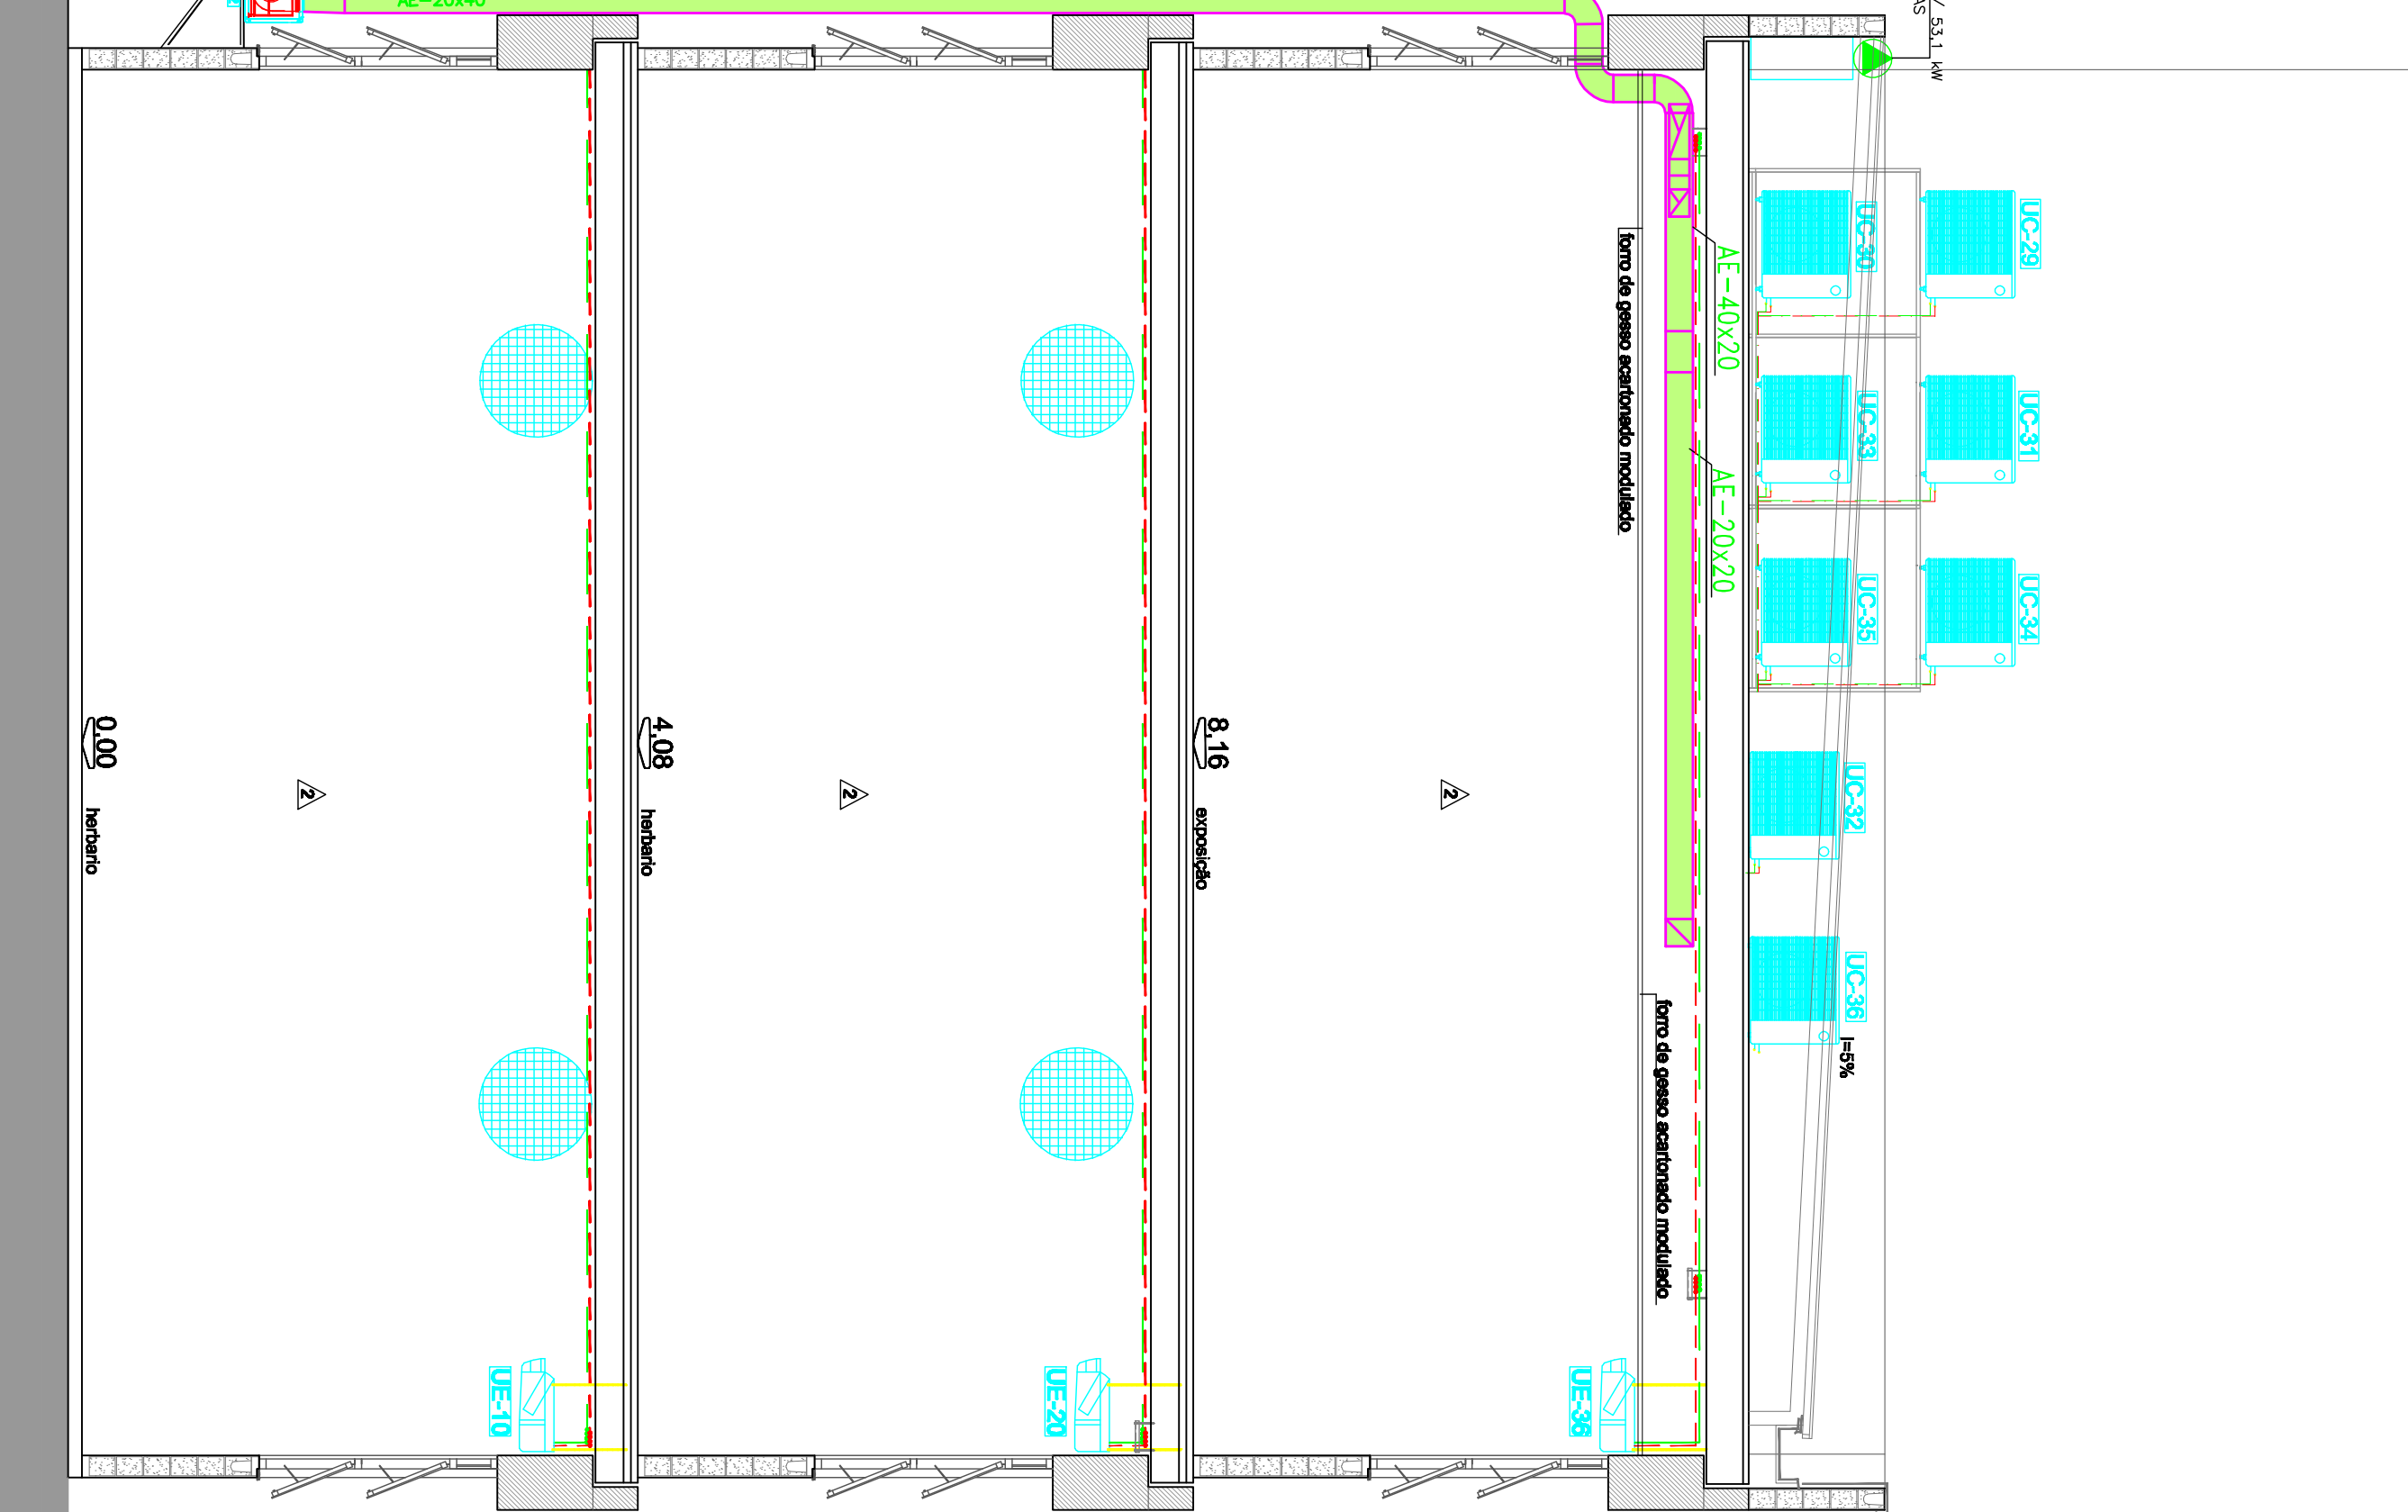 AE-20x40
/ 53,1 kW
AS
UC-29
UC-30
UC-31
UC-33
UC-34
UC-35
UC-32
UC-36
i=5%
AE-40x20
AE-20x20
forro de gesso acartonado modulado
forro de gesso acartonado modulado
8,16
exposição
2
UE-36
4,08
herbario
2
UE-20
0,00
herbario
2
UE-10